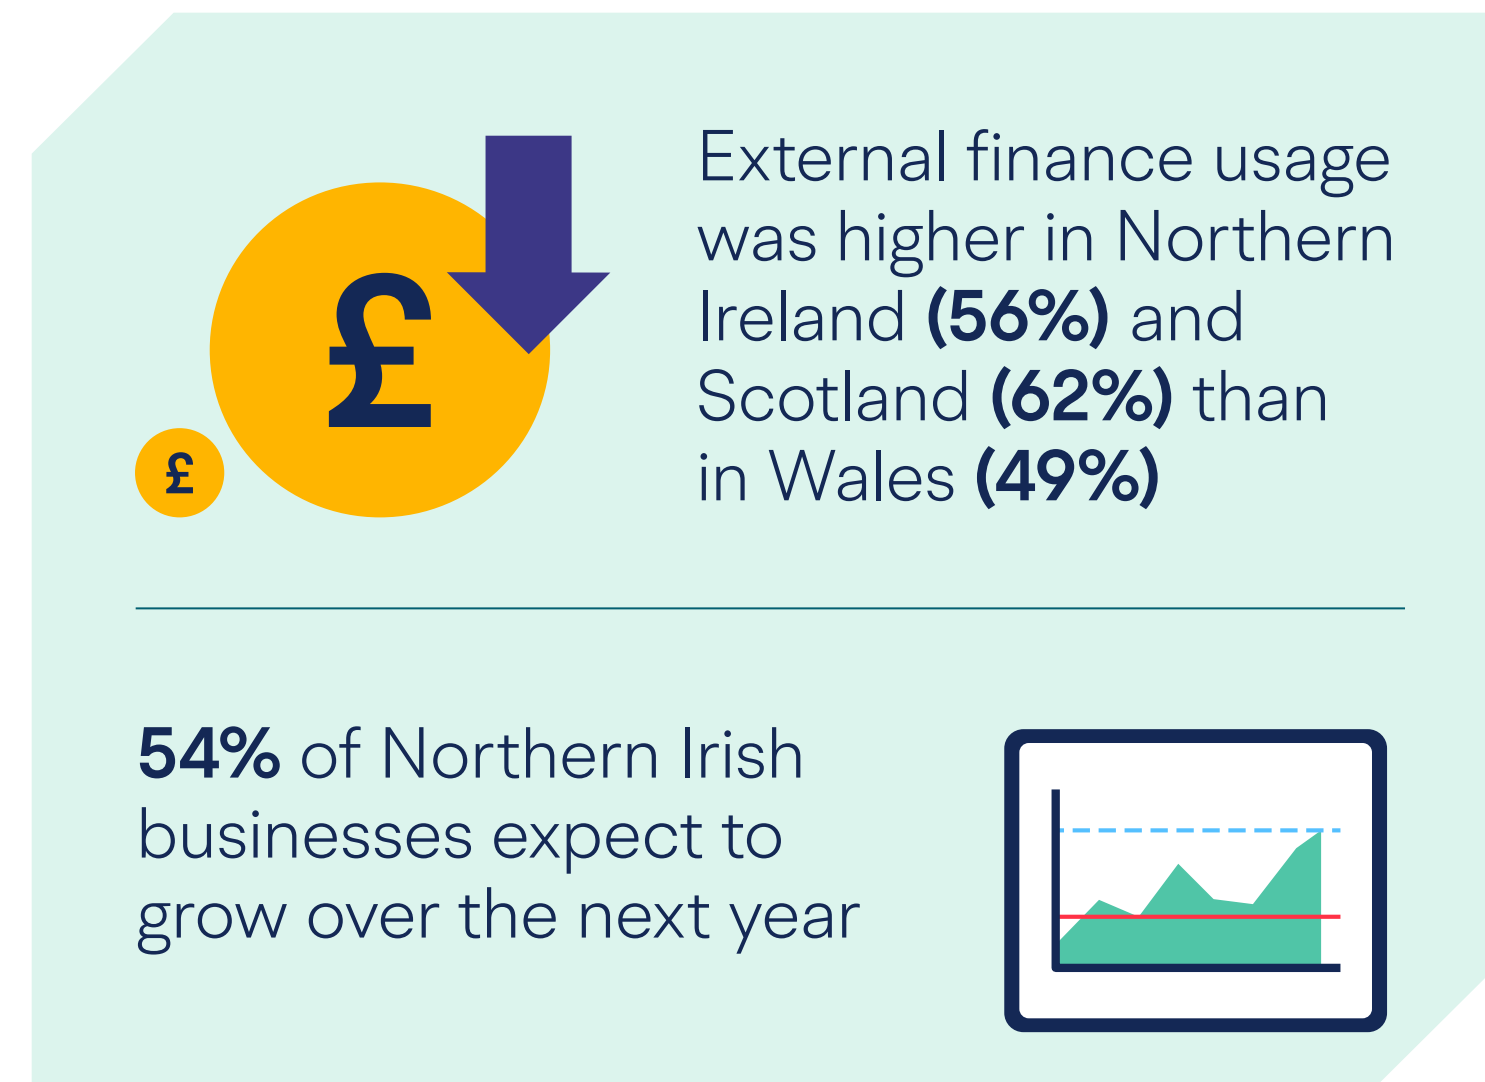 £
£
External finance usage
was higher in Northern
Ireland (56%) and
Scotland (62%) than
in Wales (49%)
54% of Northern Irish
businesses expect to
grow over the next year